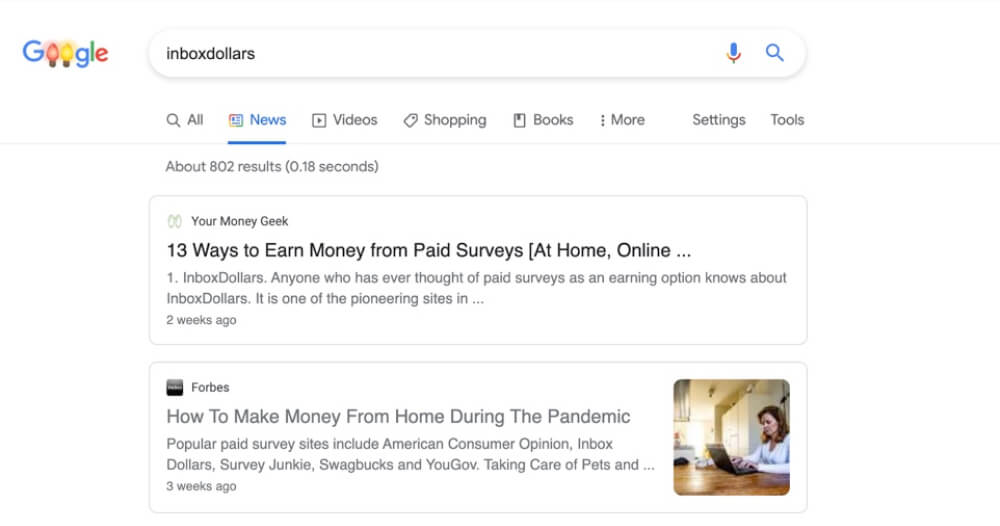 Google
inboxdollars
All News Videos Shopping Books More Settings Tools
About 802 results (0.18 seconds)
Your Money Geek
13 Ways to Earn Money from Paid Surveys [At Home, Online ...
1. InboxDollars. Anyone who has ever thought of paid surveys as an earning option knows about
InboxDollars. It is one of the pioneering sites in ...
2 weeks ago
Forbes
How To Make Money From Home During The Pandemic
Popular paid survey sites include American Consumer Opinion, Inbox
Dollars, Survey Junkie, Swagbucks and YouGov. Taking Care of Pets and ...
3 weeks ago